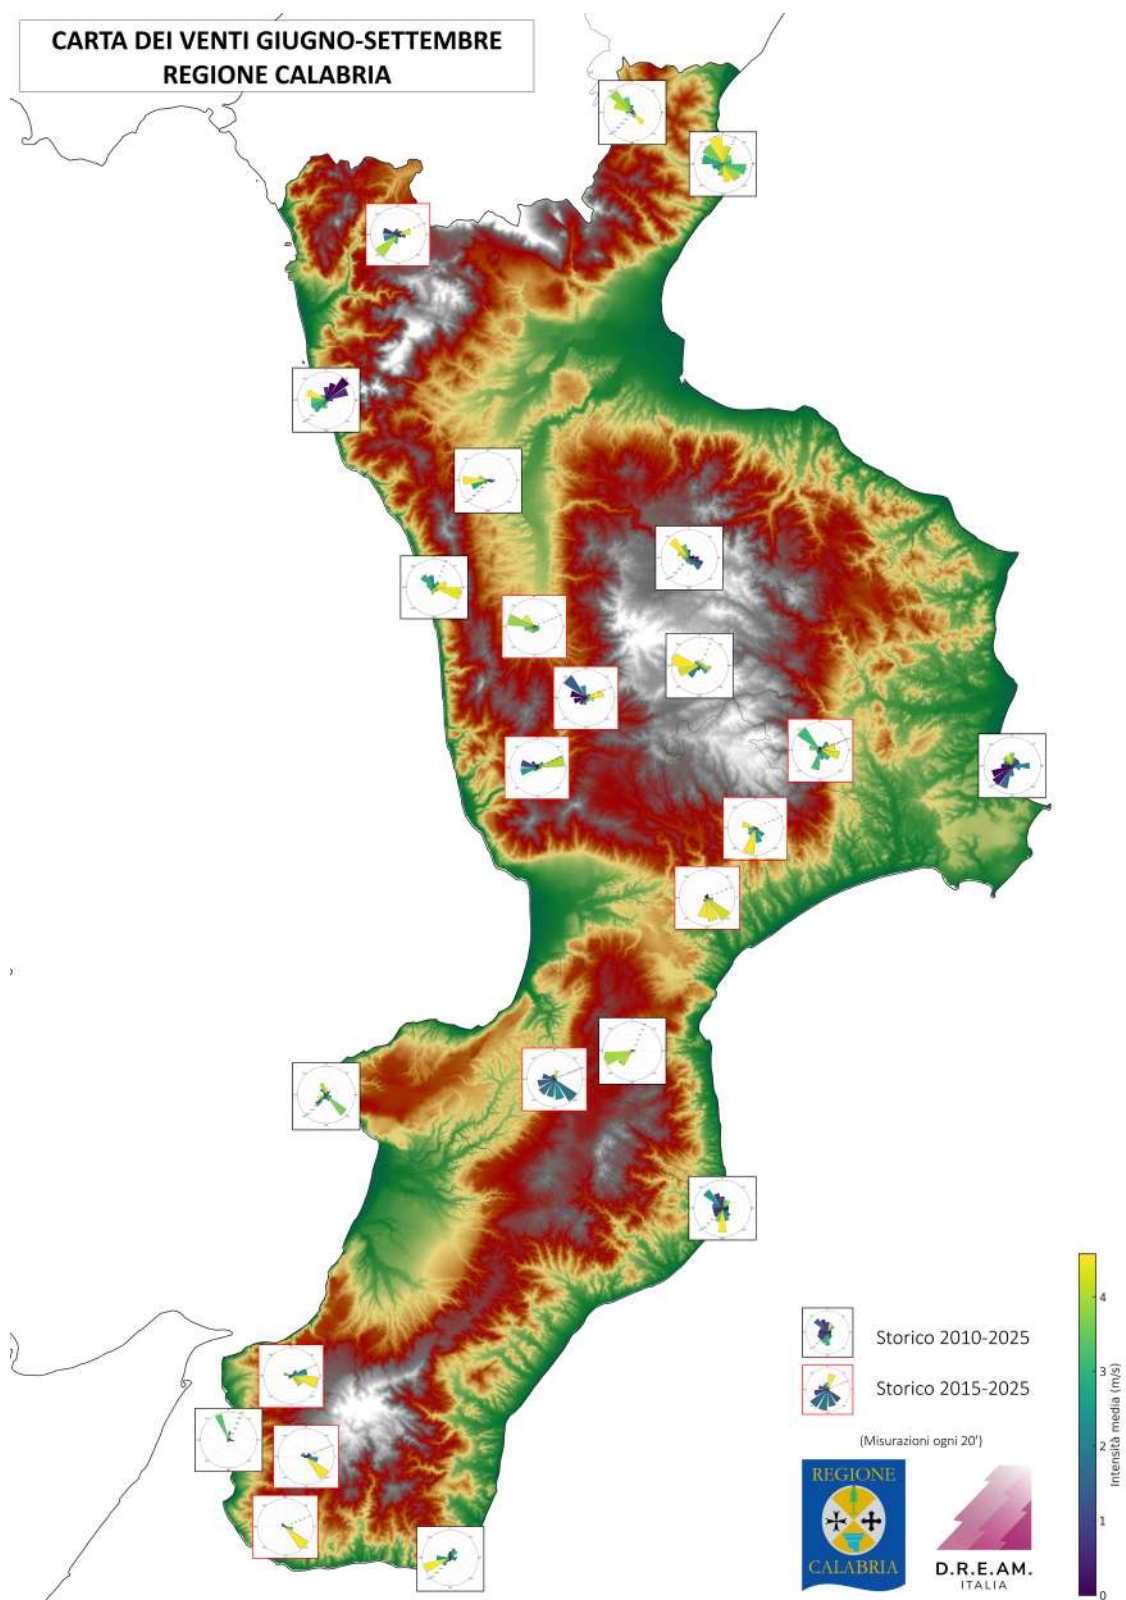 CARTA DEI VENTI GIUGNO-SETTEMBRE
REGIONE CALABRIA
Storico 2010-2025
Storico 2015-2025
(Misurazioni ogni 20')
4
3
2
1
0
Intensità media (m/s)
REGIONE
CALABRIA
D.R.E.AM.
ITALIA